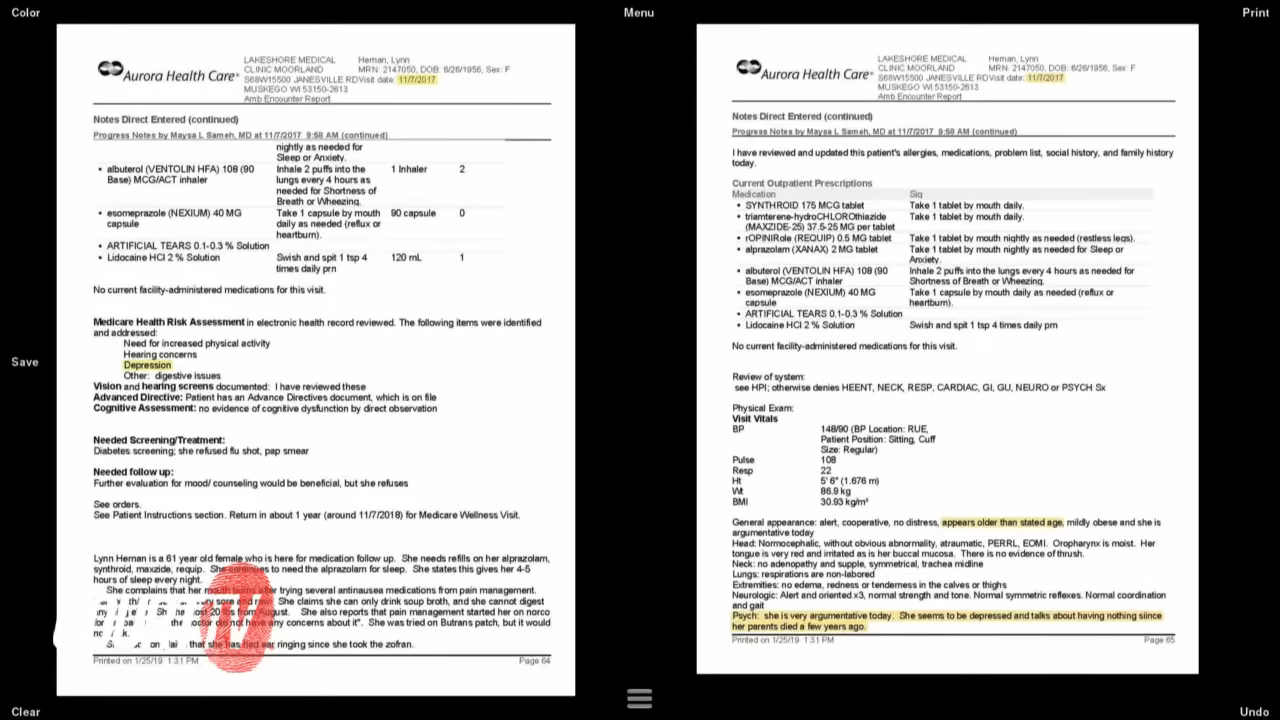 Color
Menu
Print
Aurora Health Care®
LAKESHORE MEDICAL
CLINIC MOORLAND
S68W15500 JANESVILLE RD
MUSKEGO WI 53150-2613
Amb Encounter Report
Heman, Lynn
MRN: 2147050, DOB: 6/26/1956, Sex: F
Visit date: 11/7/2017
Notes Direct Entered (continued)
Progress Notes by Maysa L Sameh, MD at 11/7/2017 9:58 AM (continued)
nightly as needed for
Sleep or Anxiety.
• albuterol (VENTOLIN HFA) 108 (90 Inhale 2 puffs into the 1 Inhaler 2
Base) MCG/ACT inhaler lungs every 4 hours as
needed for Shortness of
Breath or Wheezing.
• esomeprazole (NEXIUM) 40 MG Take 1 capsule by mouth 90 capsule 0
capsule daily as needed (reflux or
heartburn).
• ARTIFICIAL TEARS 0.1-0.3 % Solution
• Lidocaine HCl 2 % Solution Swish and spit 1 tsp 4 120 mL 1
times daily prn
No current facility-administered medications for this visit.
Medicare Health Risk Assessment in electronic health record reviewed. The following items were identified
and addressed:
Need for increased physical activity
Hearing concerns
Depression
Other: digestive issues
Vision and hearing screens documented: I have reviewed these
Advanced Directive: Patient has an Advance Directives document, which is on file
Cognitive Assessment: no evidence of cognitive dysfunction by direct observation
Needed Screening/Treatment:
Diabetes screening; she refused flu shot, pap smear
Needed follow up:
Further evaluation for mood/ counseling would be beneficial, but she refuses
See orders.
See Patient Instructions section. Return in about 1 year (around 11/7/2018) for Medicare Wellness Visit.
Lynn Hernan is a 61 year old female who is here for medication follow up. She needs refills on her alprazolam,
synthroid, maxzide, requip. She continues to need the alprazolam for sleep. She states this gives her 4-5
hours of sleep every night.
She complains that her mouth burns after trying several antinausea medications from pain management.
very sore and raw. She claims she can only drink soup broth, and she cannot digest
lost 20 lbs from August. She also reports that pain management started her on norco
the doctor did not have any concerns about it". She was tried on Butrans patch, but it would
that she has had ear ringing since she took the zofran.
Printed on 1/25/19 1:31 PM Page 64
Aurora Health Care®
LAKESHORE MEDICAL
CLINIC MOORLAND
S68W15500 JANESVILLE RD
MUSKEGO WI 53150-2613
Amb Encounter Report
Heman, Lynn
MRN: 2147050, DOB: 6/26/1956, Sex: F
Visit date: 11/7/2017
Notes Direct Entered (continued)
Progress Notes by Maysa L Sameh, MD at 11/7/2017 9:58 AM (continued)
I have reviewed and updated this patient's allergies, medications, problem list, social history, and family history
today.
Current Outpatient Prescriptions
Medication Sig
• SYNTHROID 175 MCG tablet Take 1 tablet by mouth daily.
• triamterene-hydroCHLOROthiazide Take 1 tablet by mouth daily.
(MAXZIDE-25) 37.5-25 MG per tablet
• rOPINIRole (REQUIP) 0.5 MG tablet Take 1 tablet by mouth nightly as needed (restless legs).
• alprazolam (XANAX) 2 MG tablet Take 1 tablet by mouth nightly as needed for Sleep or
Anxiety.
• albuterol (VENTOLIN HFA) 108 (90 Inhale 2 puffs into the lungs every 4 hours as needed for
Base) MCG/ACT inhaler Shortness of Breath or Wheezing.
• esomeprazole (NEXIUM) 40 MG Take 1 capsule by mouth daily as needed (reflux or
capsule heartburn).
• ARTIFICIAL TEARS 0.1-0.3 % Solution
• Lidocaine HCl 2 % Solution Swish and spit 1 tsp 4 times daily prn
No current facility-administered medications for this visit.
Review of system:
see HPI; otherwise denies HEENT, NECK, RESP, CARDIAC, GI, GU, NEURO or PSYCH Sx
Physical Exam:
Visit Vitals
BP 148/90 (BP Location: RUE,
Patient Position: Sitting, Cuff
Size: Regular)
Pulse 108
Resp 22
Ht 5' 6" (1.676 m)
Wt 86.9 kg
BMI 30.93 kg/m²
General appearance: alert, cooperative, no distress, appears older than stated age, mildly obese and she is
argumentative today
Head: Normocephalic, without obvious abnormality, atraumatic, PERRL, EOMI. Oropharynx is moist. Her
tongue is very red and irritated as is her buccal mucosa. There is no evidence of thrush.
Neck: no adenopathy and supple, symmetrical, trachea midline
Lungs: respirations are non-labored
Extremities: no edema, redness or tenderness in the calves or thighs
Neurologic: Alert and oriented x3, normal strength and tone. Normal symmetric reflexes. Normal coordination
and gait
Psych: she is very argumentative today. She seems to be depressed and talks about having nothing siince
her parents died a few years ago.
Printed on 1/25/19 1:31 PM Page 65
Save
Clear
Undo